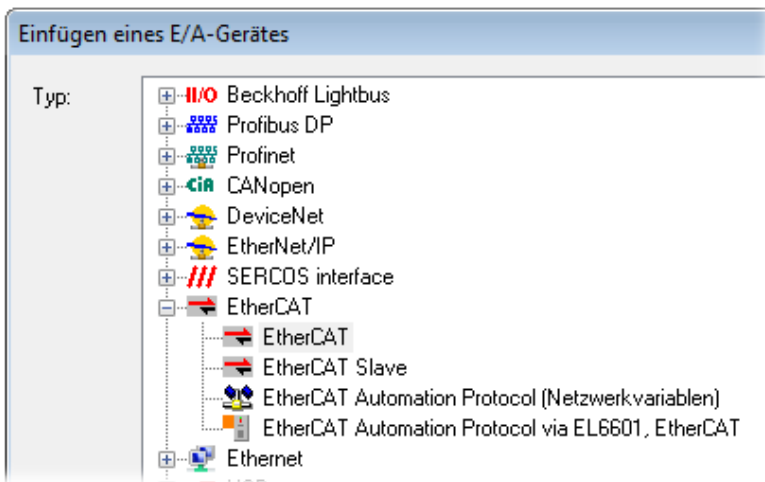 Einfügen eines E/A-Gerätes
Typ:
II/O Beckhoff Lightbus
Profibus DP
Profinet
CiA CANopen
DeviceNet
EtherNet/IP
SERCOS interface
EtherCAT
EtherCAT
EtherCAT Slave
EtherCAT Automation Protocol (Netzwerkvariablen)
EtherCAT Automation Protocol via EL6601, EtherCAT
Ethernet